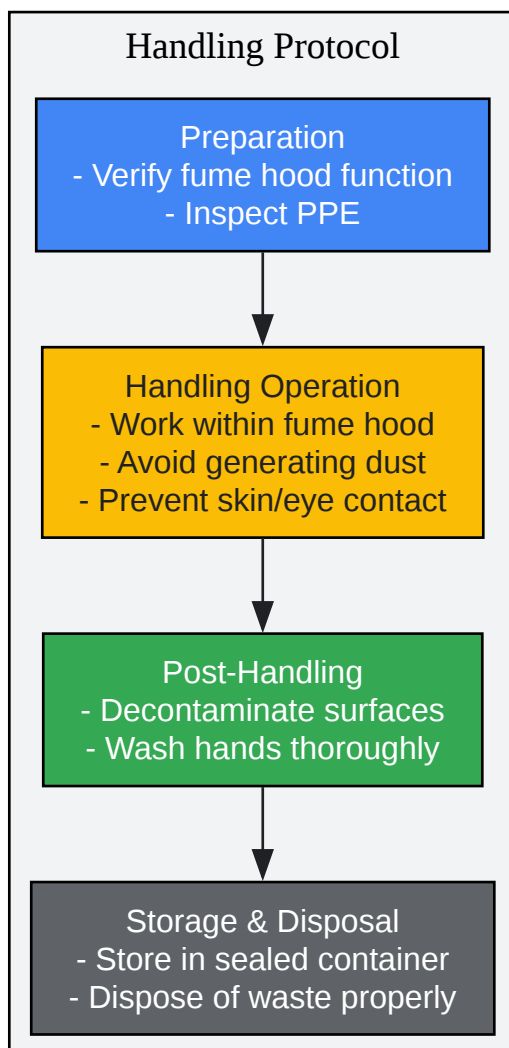 Handling Protocol
Preparation
- Verify fume hood function
- Inspect PPE
Handling Operation
- Work within fume hood
- Avoid generating dust
- Prevent skin/eye contact
Post-Handling
- Decontaminate surfaces
- Wash hands thoroughly
Storage & Disposal
- Store in sealed container
- Dispose of waste properly